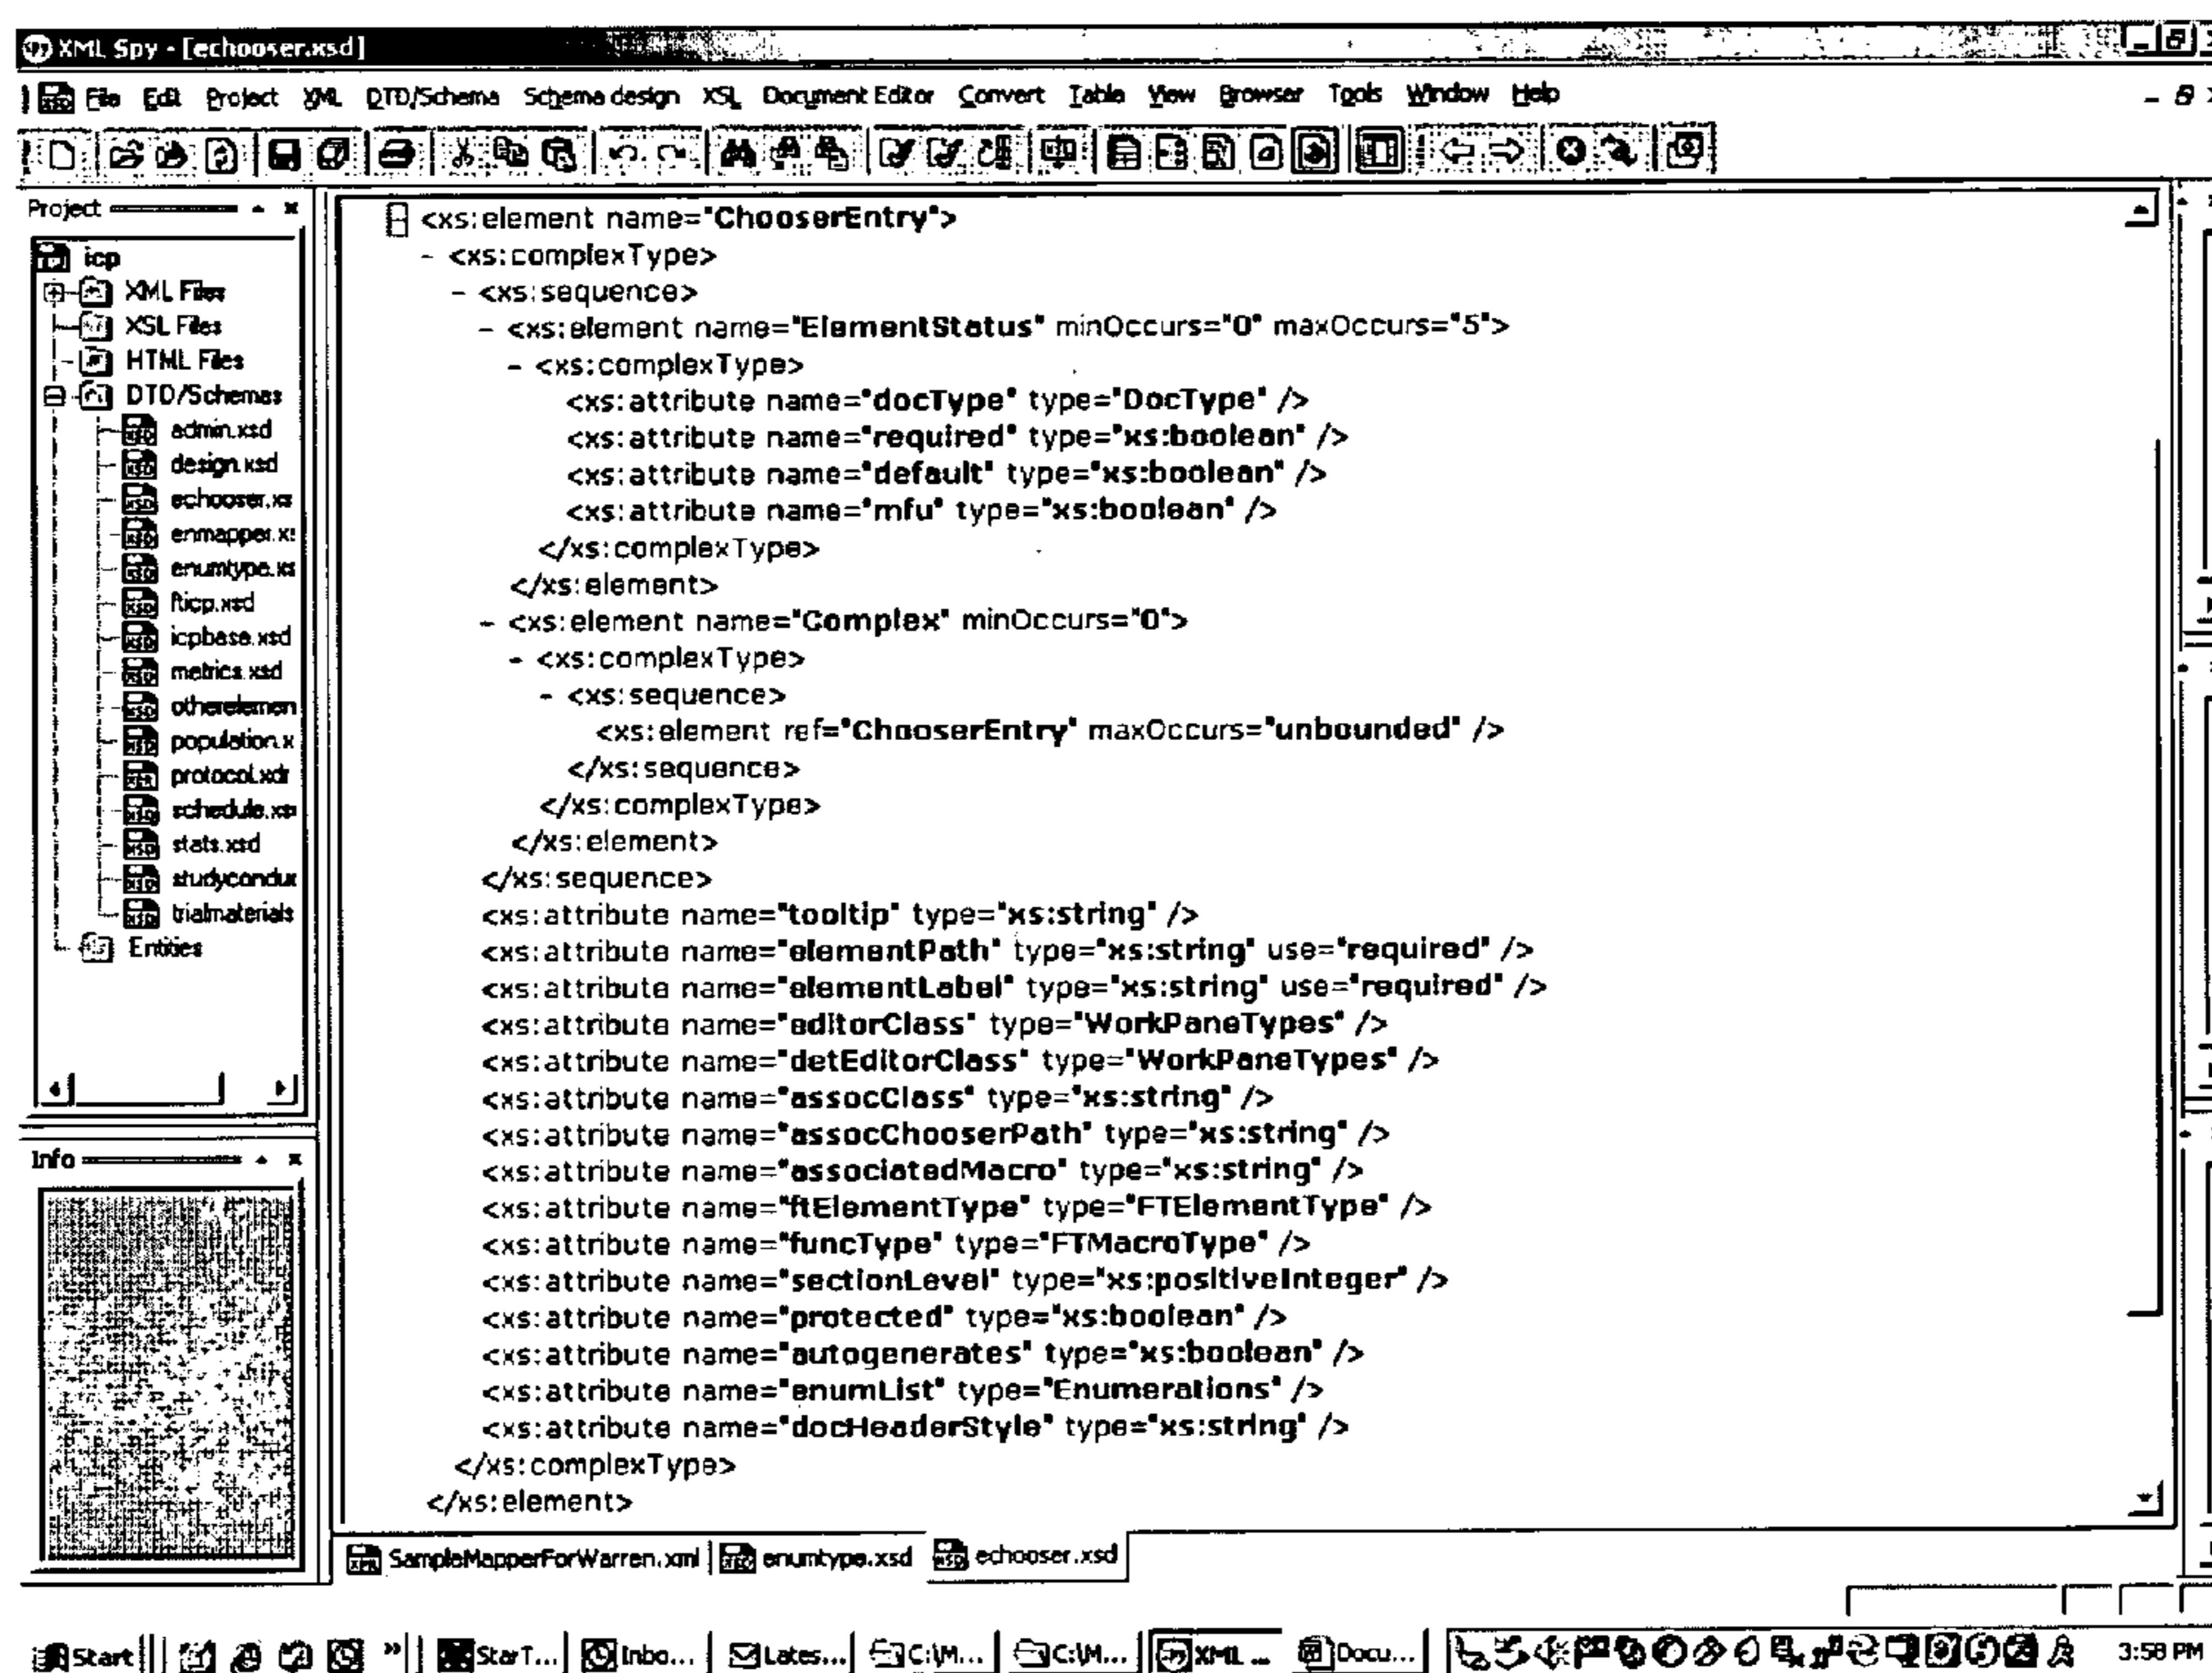 XML Spy - [echooser.xsd]
File Edit Project XML DTD/Schema Schema design XSL Document Editor Convert Table View Browser Tools Window Help
Project
icp
XML Files
XSL Files
HTML Files
DTD/Schemas
admin.xsd
design.xsd
echooser.xs
enmapper.xs
enumtype.xs
fticp.xsd
icpbase.xsd
metrics.xsd
otherelemen
population.x
protocol.xdr
schedule.xs
stats.xsd
studyconduc
trialmaterials
Entities
Info
<xs:element name="ChooserEntry">
- <xs:complexType>
- <xs:sequence>
- <xs:element name="ElementStatus" minOccurs="0" maxOccurs="5">
- <xs:complexType>
<xs:attribute name="docType" type="DocType" />
<xs:attribute name="required" type="xs:boolean" />
<xs:attribute name="default" type="xs:boolean" />
<xs:attribute name="mfu" type="xs:boolean" />
</xs:complexType>
</xs:element>
- <xs:element name="Complex" minOccurs="0">
- <xs:complexType>
- <xs:sequence>
<xs:element ref="ChooserEntry" maxOccurs="unbounded" />
</xs:sequence>
</xs:complexType>
</xs:element>
</xs:sequence>
<xs:attribute name="tooltip" type="xs:string" />
<xs:attribute name="elementPath" type="xs:string" use="required" />
<xs:attribute name="elementLabel" type="xs:string" use="required" />
<xs:attribute name="editorClass" type="WorkPaneTypes" />
<xs:attribute name="detEditorClass" type="WorkPaneTypes" />
<xs:attribute name="assocClass" type="xs:string" />
<xs:attribute name="assocChooserPath" type="xs:string" />
<xs:attribute name="associatedMacro" type="xs:string" />
<xs:attribute name="ftElementType" type="FTElementType" />
<xs:attribute name="funcType" type="FTMacroType" />
<xs:attribute name="sectionLevel" type="xs:positiveInteger" />
<xs:attribute name="protected" type="xs:boolean" />
<xs:attribute name="autogenerates" type="xs:boolean" />
<xs:attribute name="enumList" type="Enumerations" />
<xs:attribute name="docHeaderStyle" type="xs:string" />
</xs:complexType>
</xs:element>
SampleMapperForWarren.xml enumtype.xsd echooser.xsd
Start » StarT... Inbo... Lates... C:\M... C:\M... XML ... Docu... 3:58 PM